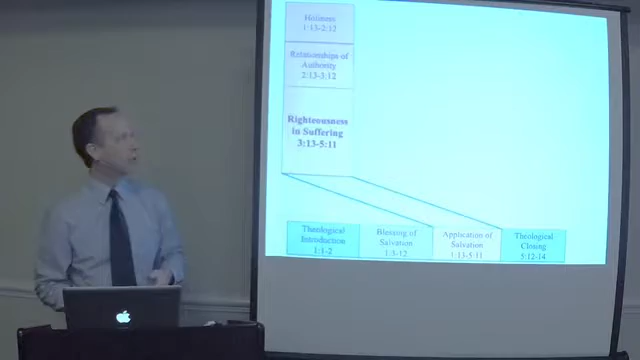 Holiness
1:13-2:12
Relationships of
Authority
2:13-3:12
Righteousness
in Suffering
3:13-5:11
Theological
Introduction
1:1-2
Blessing of
Salvation
1:3-12
Application of
Salvation
1:13-5:11
Theological
Closing
5:12-14